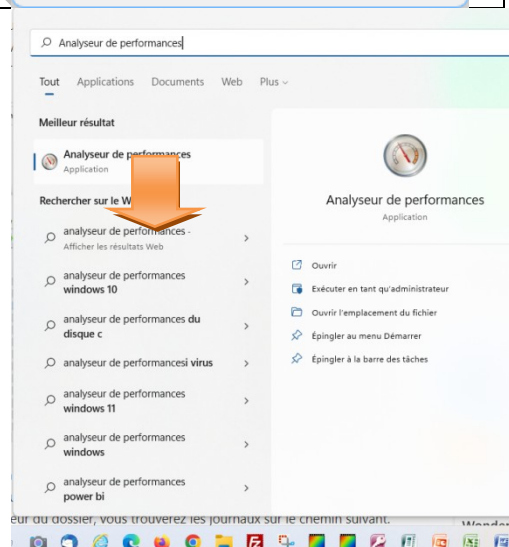 Analyseur de performances
Tout Applications Documents Web Plus
Meilleur résultat
Analyseur de performances
Application
Rechercher sur le W
analyseur de performances -
Afficher les résultats Web
analyseur de performances
windows 10
analyseur de performances du
disque c
analyseur de performancesi virus
analyseur de performances
windows 11
analyseur de performances
windows
analyseur de performances
power bi
Analyseur de performances
Application
Ouvrir
Exécuter en tant qu'administrateur
Ouvrir l'emplacement du fichier
Épingler au menu Démarrer
Épingler à la barre des tâches
eur du dossier, vous trouverez les journaux sur le chemin suivant.